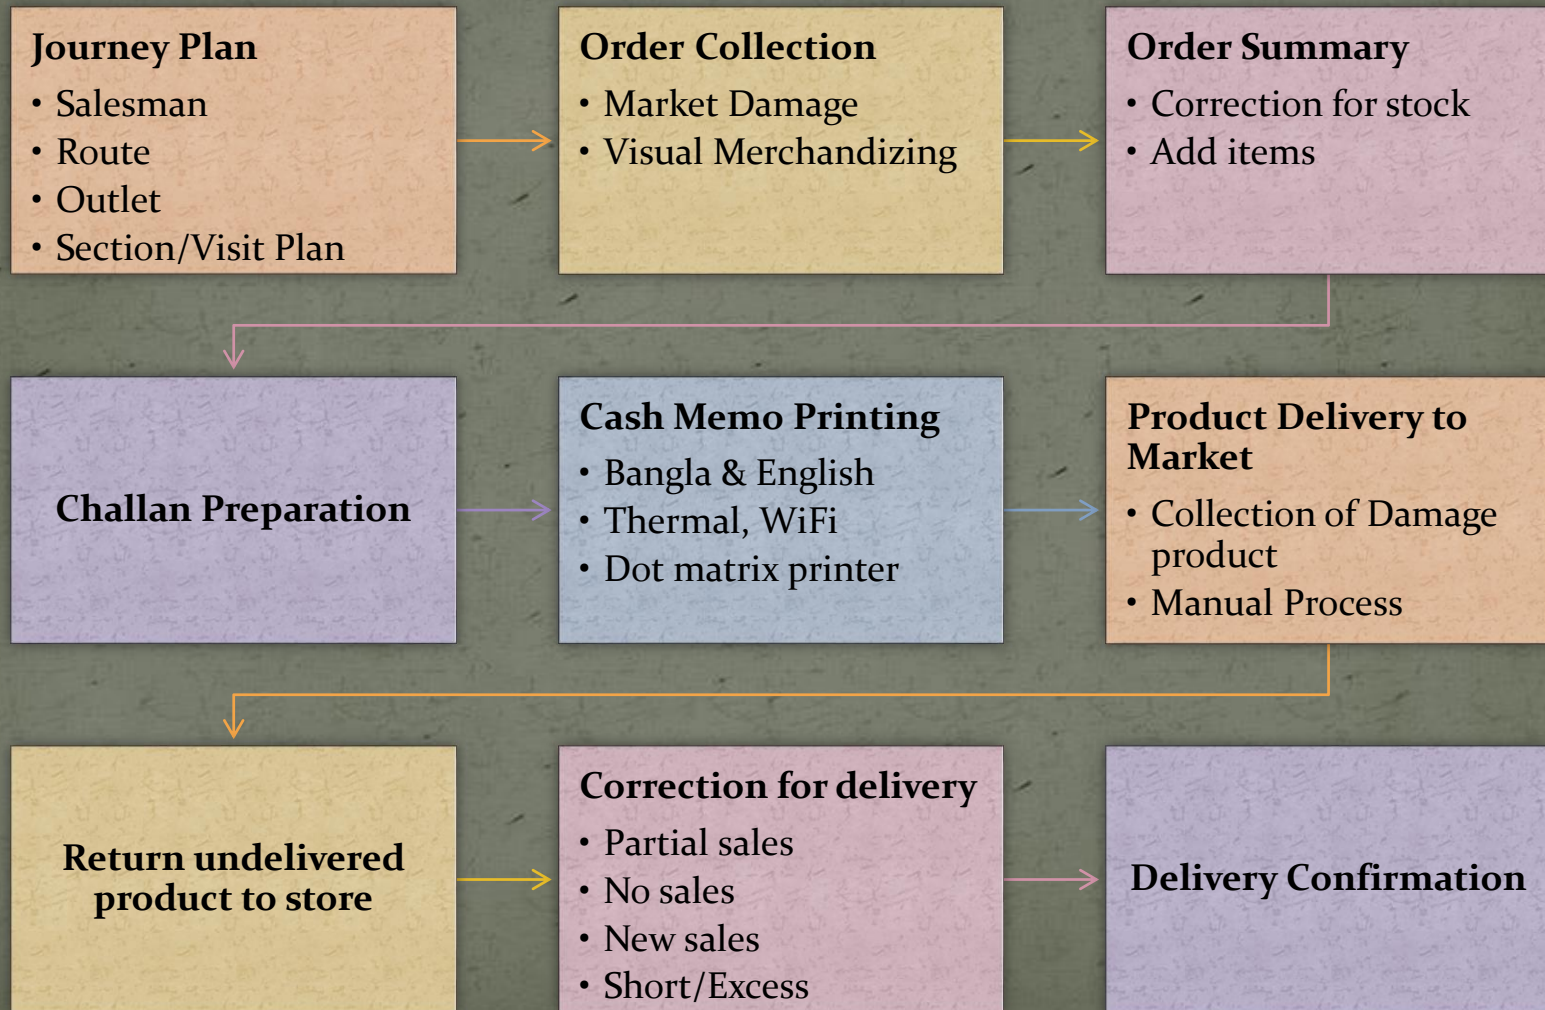 Journey Plan
• Salesman
• Route
• Outlet
• Section/Visit Plan
Order Collection
• Market Damage
• Visual Merchandizing
Order Summary
• Correction for stock
• Add items
Challan Preparation
Cash Memo Printing
• Bangla & English
• Thermal, WiFi
• Dot matrix printer
Product Delivery to
Market
• Collection of Damage
product
• Manual Process
Return undelivered
product to store
Correction for delivery
• Partial sales
• No sales
• New sales
• Short/Excess
Delivery Confirmation